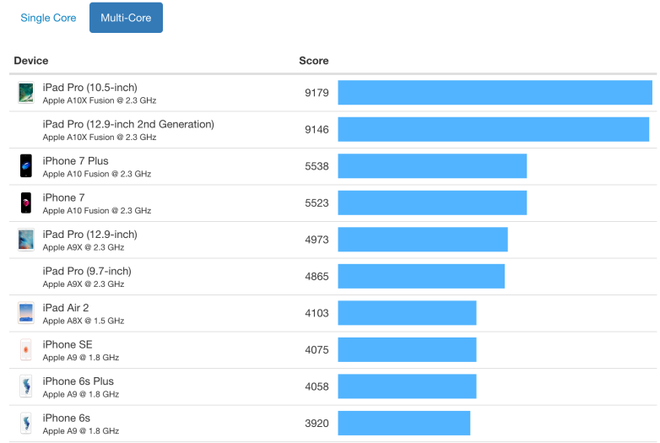 Single Core
Multi-Core
Device Score
iPad Pro (10.5-inch)
Apple A10X Fusion @ 2.3 GHz
9179
iPad Pro (12.9-inch 2nd Generation)
Apple A10X Fusion @ 2.3 GHz
9146
iPhone 7 Plus
Apple A10 Fusion @ 2.3 GHz
5538
iPhone 7
Apple A10 Fusion @ 2.3 GHz
5523
iPad Pro (12.9-inch)
Apple A9X @ 2.3 GHz
4973
iPad Pro (9.7-inch)
Apple A9X @ 2.3 GHz
4865
iPad Air 2
Apple A8X @ 1.5 GHz
4103
iPhone SE
Apple A9 @ 1.8 GHz
4075
iPhone 6s Plus
Apple A9 @ 1.8 GHz
4058
iPhone 6s
Apple A9 @ 1.8 GHz
3920